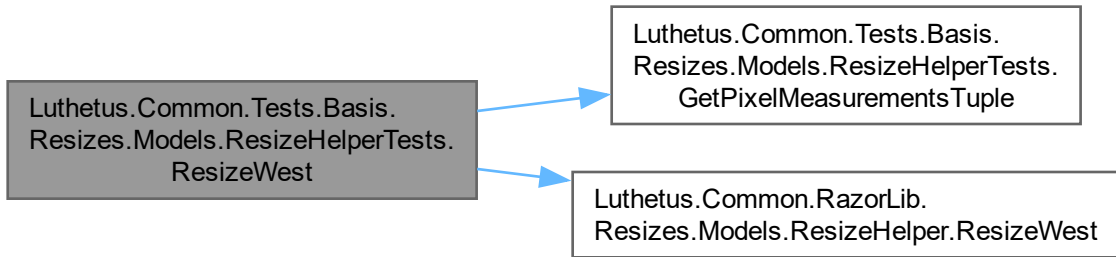 Luthetus.Common.Tests.Basis.
Resizes.Models.ResizeHelperTests.
ResizeWest
Luthetus.Common.Tests.Basis.
Resizes.Models.ResizeHelperTests.
GetPixelMeasurementsTuple
Luthetus.Common.RazorLib.
Resizes.Models.ResizeHelper.ResizeWest